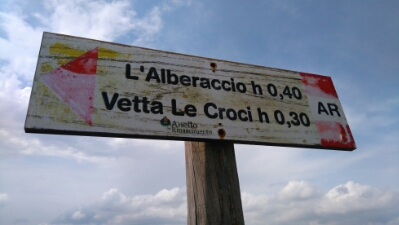 L'Alberaccio h 0,40
Vetta Le Croci h 0,30
AR